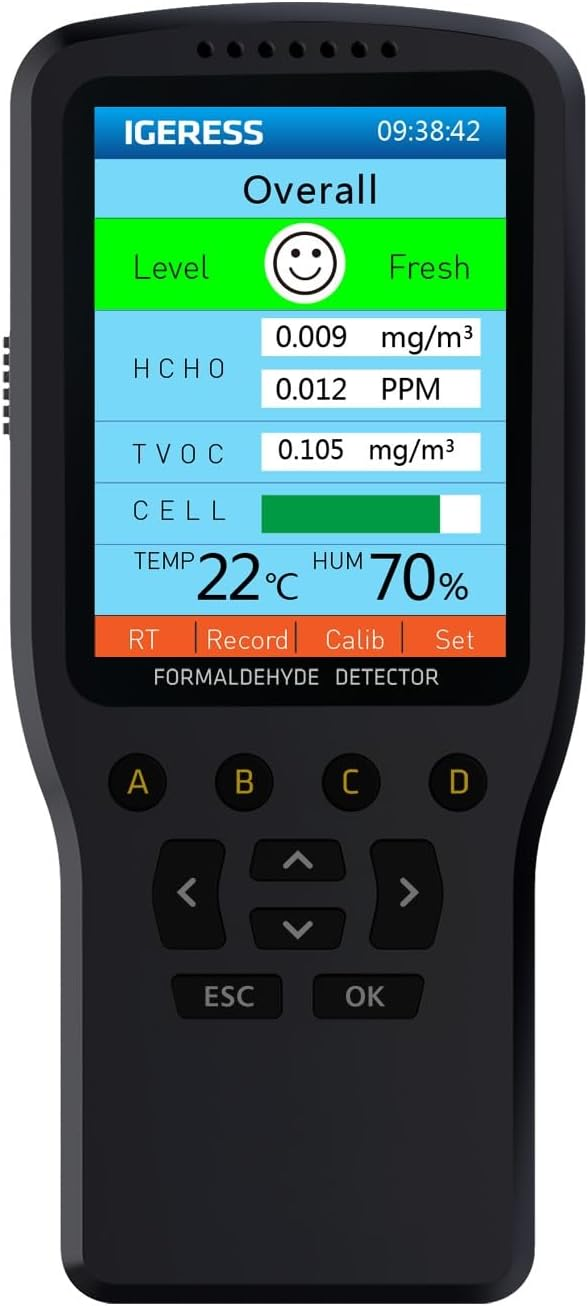 IGERESS 09:38:42
Overall
Level Fresh
HCHO
0.009 mg/m³
0.012 PPM
TVOC 0.105 mg/m³
CELL
TEMP 22°C HUM 70%
RT Record Calib Set
FORMALDEHYDE DETECTOR
A B C D
ESC OK